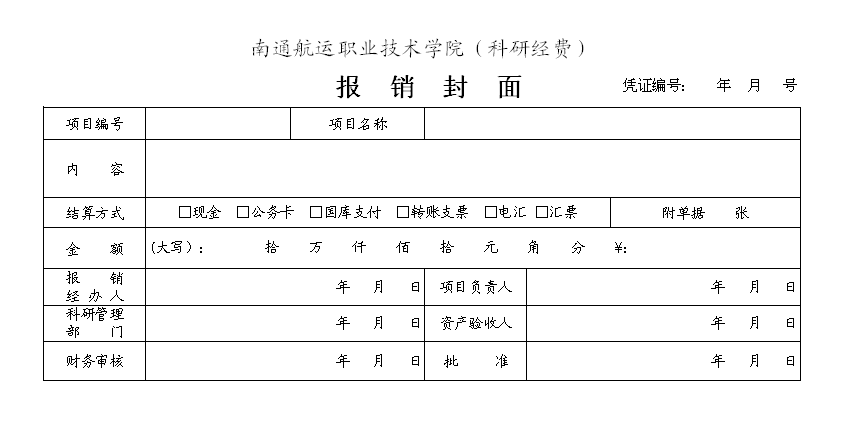 南通航运职业技术学院（科研经费）
报 销 封 面
凭证编号： 年 月 号
项目编号 项目名称
内 容
结算方式 □现金 □公务卡 □国库支付 □转账支票 □电汇 □汇票 附单据 张
金 额 (大写）： 拾 万 仟 佰 拾 元 角 分 ¥:
报 销
经 办 人 年 月 日 项目负责人 年 月 日
科研管理
部 门 年 月 日 资产验收人 年 月 日
财务审核 年 月 日 批 准 年 月 日